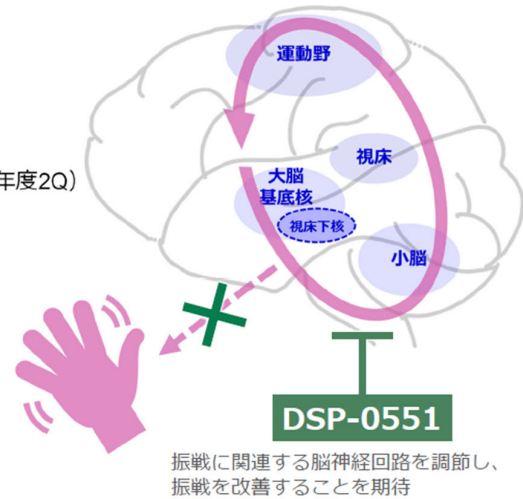 運動野
年度2Q）
視床
大脳
基底核
視床下核
小脳
DSP-0551
振戦に関連する脳神経回路を調節し、
振戦を改善することを期待